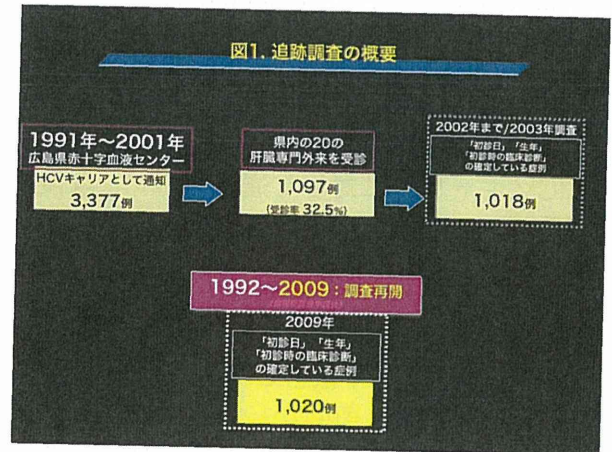 図1. 追跡調査の概要
1991年～2001年
広島県赤十字血液センター
HCVキャリアとして通知
3,377例
県内の20の
肝臓専門外来を受診
1,097例
(受診率 32.5%)
2002年まで/2003年調査
「初診日」「生年」
「初診時の臨床診断」
の確定している症例
1,018例
1992～2009：調査再開
2009年
「初診日」「生年」
「初診時の臨床診断」
の確定している症例
1,020例